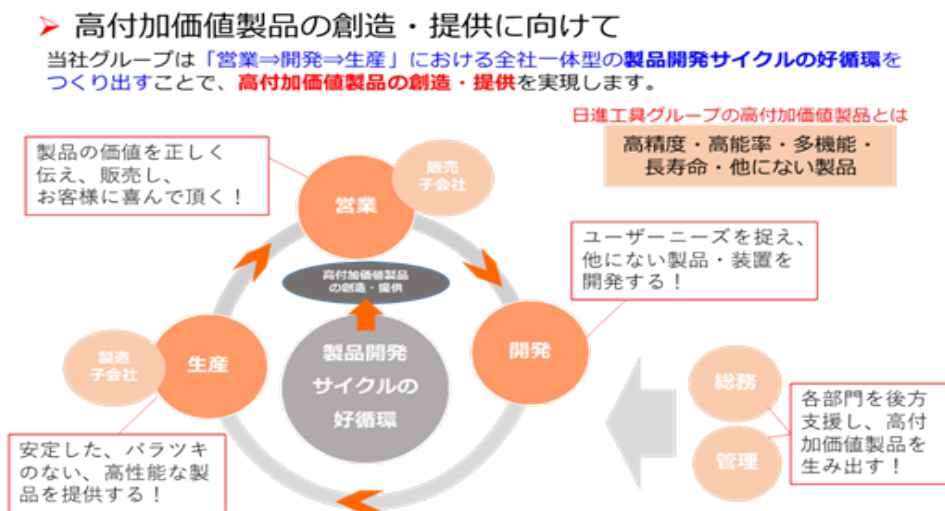 高付加価値製品の創造・提供に向けて
当社グループは「営業⇒開発⇒生産」における全社一体型の製品開発サイクルの好循環を
つくり出すことで、高付加価値製品の創造・提供を実現します。
日進工具グループの高付加価値製品とは
高精度・高能率・多機能・
長寿命・他にない製品
製品の価値を正しく
伝え、販売し、
お客様に喜んで頂く！
販売
子会社
営業
ユーザーニーズを捉え、
他にない製品・装置を
開発する！
高付加価値製品
の創造・提供
製品開発
サイクルの
好循環
開発
製造
子会社
生産
総務
管理
各部門を後方
支援し、高付
加価値製品を
生み出す！
安定した、バラツキ
のない、高性能な製
品を提供する！